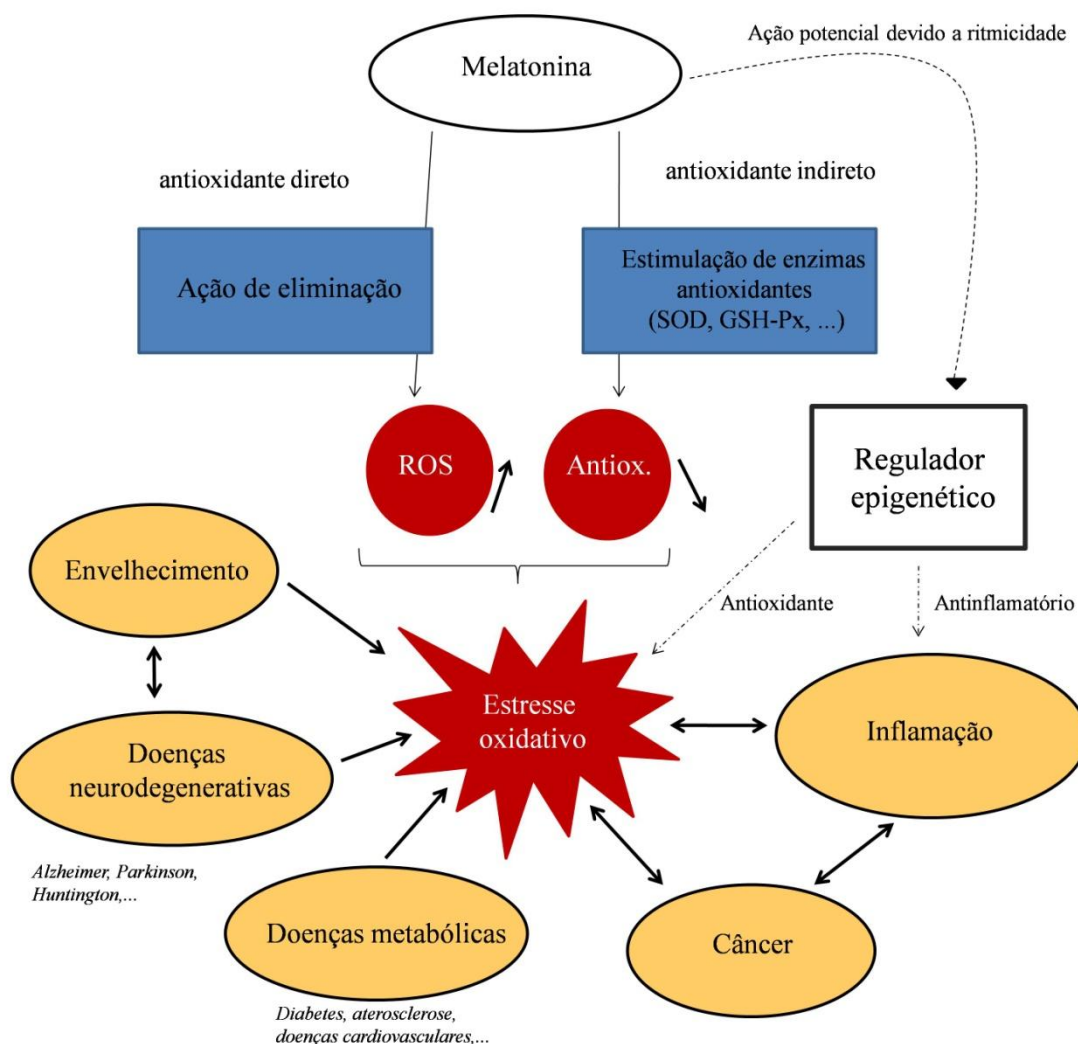 Ação potencial devido a ritmicidade
Melatonina
antioxidante direto
antioxidante indireto
Ação de eliminação
Estimulação de enzimas
antioxidantes
(SOD, GSH-Px, ...)
ROS
Antiox.
Regulador
epigenético
Envelhecimento
Antioxidante
Antinflamatório
Estresse
oxidativo
Inflamação
Doenças
neurodegenerativas
Alzheimer, Parkinson,
Huntington,...
Doenças metabólicas
Câncer
Diabetes, aterosclerose,
doenças cardiovasculares,...